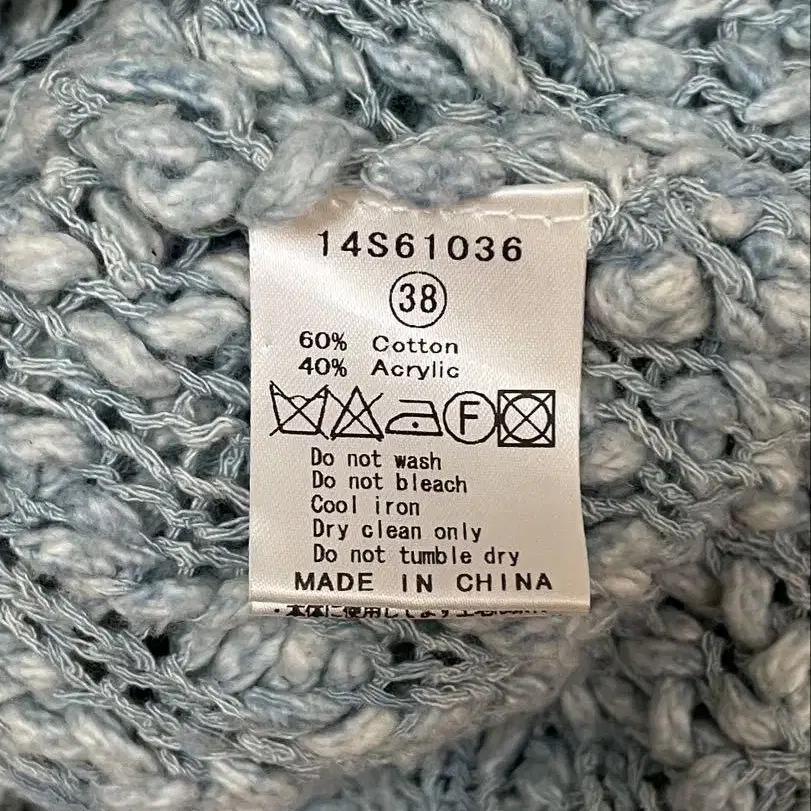 14S61036
38
60% Cotton
40% Acrylic
F
Do not wash
Do not bleach
Cool iron
Dry clean only
Do not tumble dry
MADE IN CHINA